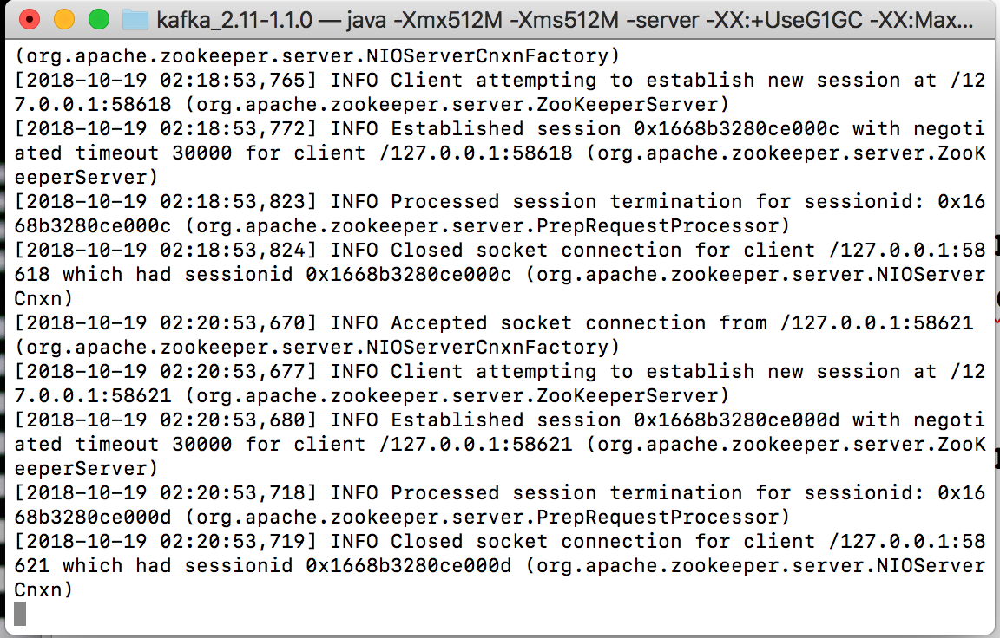 kafka_2.11-1.1.0 — java -Xmx512M -Xms512M -server -XX:+UseG1GC -XX:Max...
(org.apache.zookeeper.server.NIOServerCnxnFactory)
[2018-10-19 02:18:53,765] INFO Client attempting to establish new session at /12
7.0.0.1:58618 (org.apache.zookeeper.server.ZooKeeperServer)
[2018-10-19 02:18:53,772] INFO Established session 0x1668b3280ce000c with negoti
ated timeout 30000 for client /127.0.0.1:58618 (org.apache.zookeeper.server.ZooK
eeperServer)
[2018-10-19 02:18:53,823] INFO Processed session termination for sessionid: 0x16
68b3280ce000c (org.apache.zookeeper.server.PrepRequestProcessor)
[2018-10-19 02:18:53,824] INFO Closed socket connection for client /127.0.0.1:58
618 which had sessionid 0x1668b3280ce000c (org.apache.zookeeper.server.NIOServer
Cnxn)
[2018-10-19 02:20:53,670] INFO Accepted socket connection from /127.0.0.1:58621
(org.apache.zookeeper.server.NIOServerCnxnFactory)
[2018-10-19 02:20:53,677] INFO Client attempting to establish new session at /12
7.0.0.1:58621 (org.apache.zookeeper.server.ZooKeeperServer)
[2018-10-19 02:20:53,680] INFO Established session 0x1668b3280ce000d with negoti
ated timeout 30000 for client /127.0.0.1:58621 (org.apache.zookeeper.server.ZooK
eeperServer)
[2018-10-19 02:20:53,718] INFO Processed session termination for sessionid: 0x16
68b3280ce000d (org.apache.zookeeper.server.PrepRequestProcessor)
[2018-10-19 02:20:53,719] INFO Closed socket connection for client /127.0.0.1:58
621 which had sessionid 0x1668b3280ce000d (org.apache.zookeeper.server.NIOServer
Cnxn)